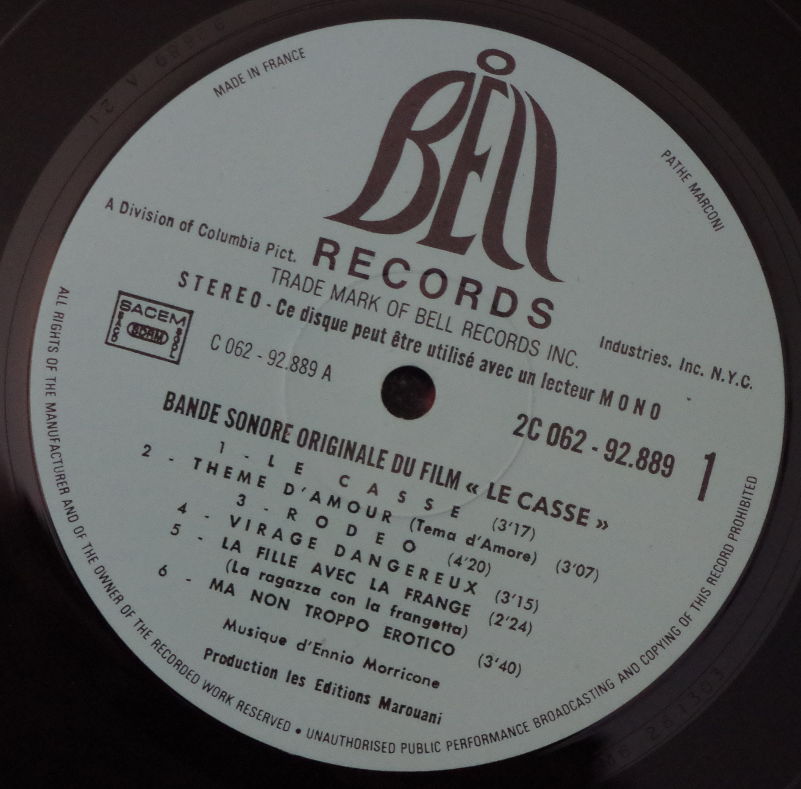 MADE IN FRANCE
BEll
RECORDS
PATHE MARCONI
A Division of Columbia Pict.
Industries, Inc. N.Y.C.
TRADE MARK OF BELL RECORDS INC.
STEREO - Ce disque peut être utilisé avec un lecteur MONO
SACEM
SACD
SDRM
SGDL
C 062 - 92.889 A
2C 062 - 92.889
1
BANDE SONORE ORIGINALE DU FILM « LE CASSE »
1 - LE CASSE (3'17)
2 - THEME D'AMOUR (Tema d'Amore) (3'07)
3 - RODEO (4'20)
4 - VIRAGE DANGEREUX (3'15)
5 - LA FILLE AVEC LA FRANGE (2'24)
(La ragazza con la frangetta)
6 - MA NON TROPPO EROTICO (3'40)
Musique d'Ennio Morricone
Production les Editions Marouani
ALL RIGHTS OF THE MANUFACTURER AND OF THE OWNER OF THE RECORDED WORK RESERVED • UNAUTHORISED PUBLIC PERFORMANCE BROADCASTING AND COPYING OF THIS RECORD PROHIBITED